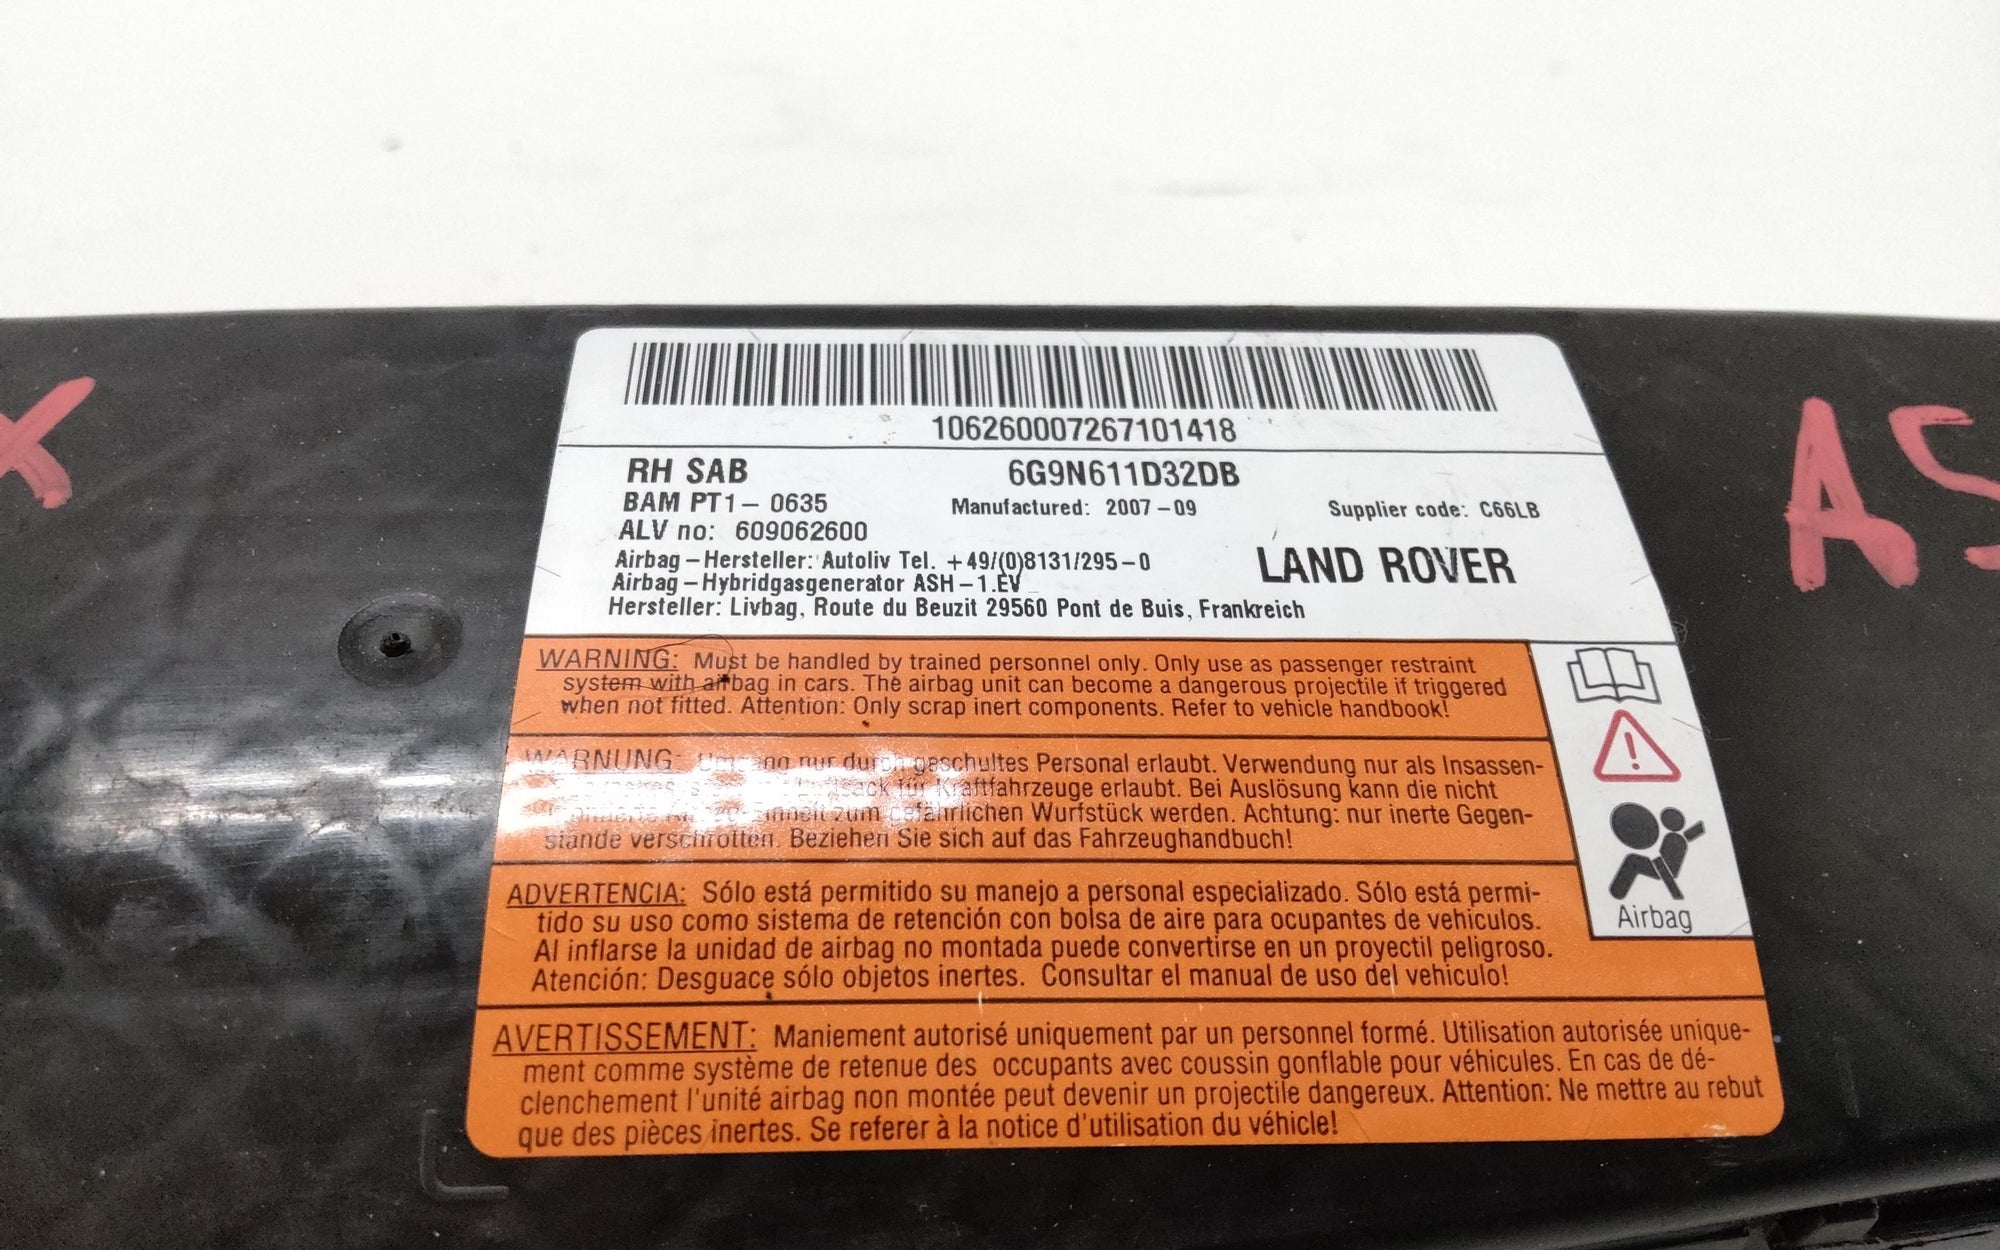 106260007267101418
RH SAB 6G9N611D32DB
BAM PT1 – 0635 Manufactured: 2007 – 09 Supplier code: C66LB
ALV no: 609062600
Airbag – Hersteller: Autoliv Tel. +49/(0)8131/295 – 0
LAND ROVER
Airbag – Hybridgasgenerator ASH – 1.EV
Hersteller: Livbag, Route du Beuzit 29560 Pont de Buis, Frankreich
WARNING: Must be handled by trained personnel only. Only use as passenger restraint
system with airbag in cars. The airbag unit can become a dangerous projectile if triggered
when not fitted. Attention: Only scrap inert components. Refer to vehicle handbook!
WARNUNG: nur durch geschultes Personal erlaubt. Verwendung nur als Insassen-
für Kraftfahrzeuge erlaubt. Bei Auslösung kann die nicht
zum gefährlichen Wurfstück werden. Achtung: nur inerte Gegen-
stände verschrotten. Beziehen Sie sich auf das Fahrzeughandbuch!
ADVERTENCIA: Sólo está permitido su manejo a personal especializado. Sólo está permi-
tido su uso como sistema de retención con bolsa de aire para ocupantes de vehiculos.
Al inflarse la unidad de airbag no montada puede convertirse en un proyectil peligroso.
Atención: Desguace sólo objetos inertes. Consultar el manual de uso del vehiculo!
AVERTISSEMENT: Maniement autorisé uniquement par un personnel formé. Utilisation autorisée unique-
ment comme système de retenue des occupants avec coussin gonflable pour véhicules. En cas de dé-
clenchement l'unité airbag non montée peut devenir un projectile dangereux. Attention: Ne mettre au rebut
que des pièces inertes. Se referer à la notice d'utilisation du véhicle!
Airbag
X
AS